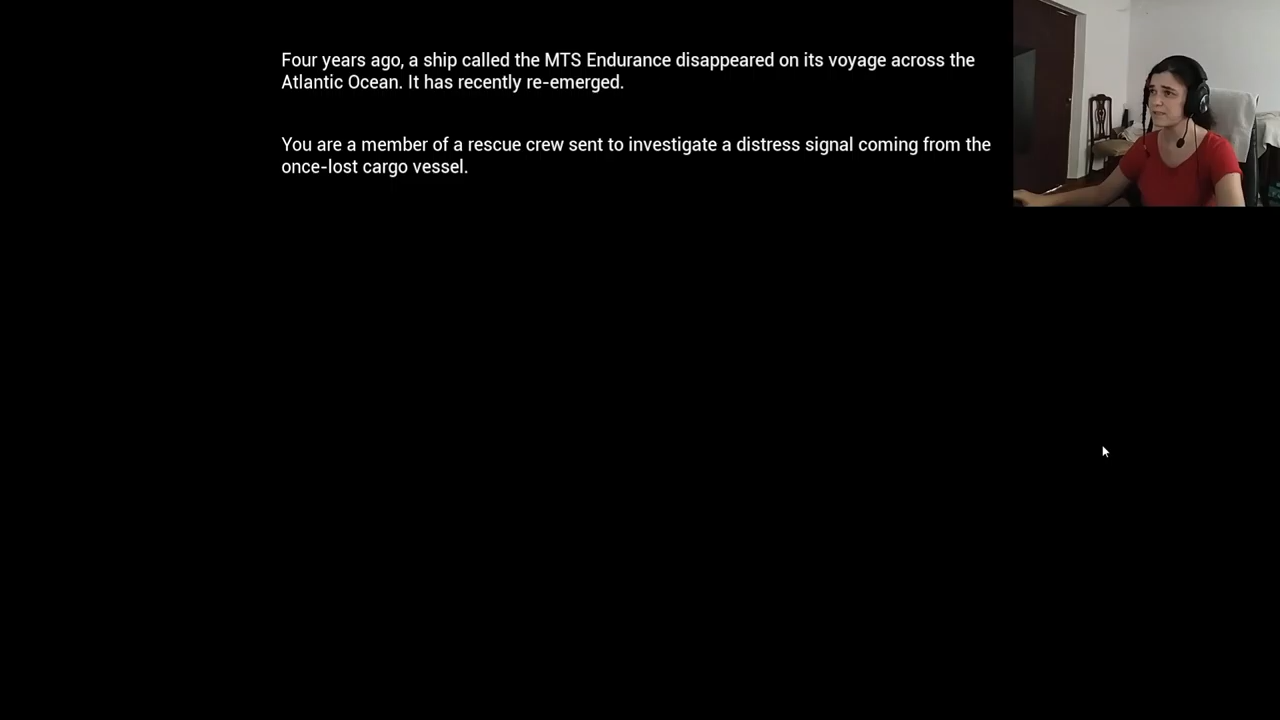 Four years ago, a ship called the MTS Endurance disappeared on its voyage across the
Atlantic Ocean. It has recently re-emerged.
You are a member of a rescue crew sent to investigate a distress signal coming from the
once-lost cargo vessel.